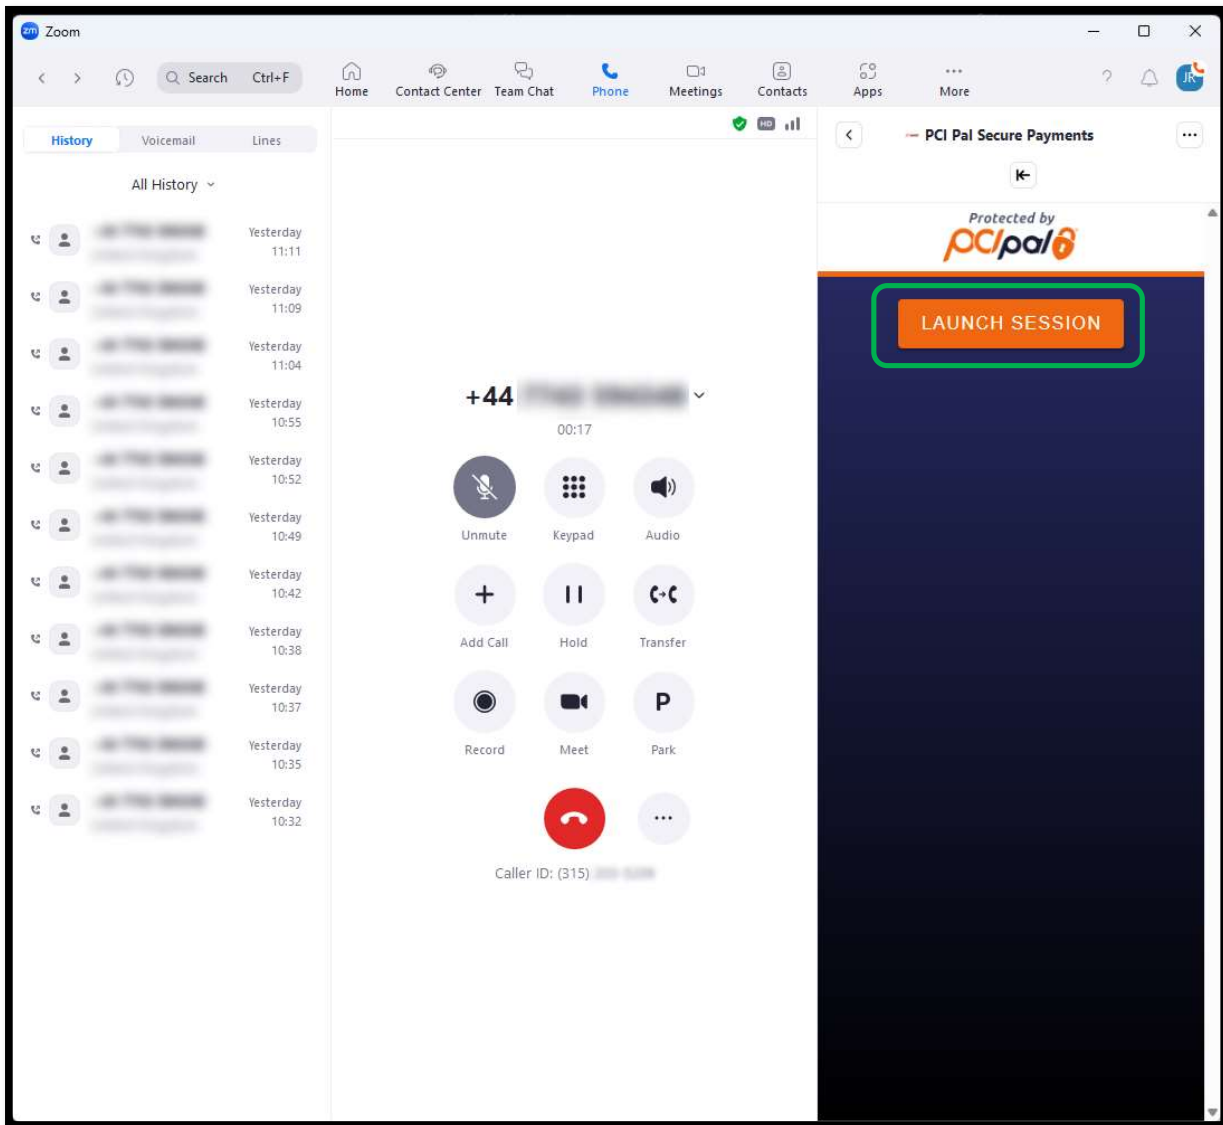 zm Zoom
Search Ctrl+F
Home
Contact Center
Team Chat
Phone
Meetings
Contacts
Apps
More
JR
History
Voicemail
Lines
All History
Yesterday
11:11
Yesterday
11:09
Yesterday
11:04
Yesterday
10:55
Yesterday
10:52
Yesterday
10:49
Yesterday
10:42
Yesterday
10:38
Yesterday
10:37
Yesterday
10:35
Yesterday
10:32
HD
+44
00:17
Unmute
Keypad
Audio
Add Call
Hold
Transfer
Record
Meet
P
Park
Caller ID: (315)
PCI Pal Secure Payments
Protected by
PCIpal
LAUNCH SESSION